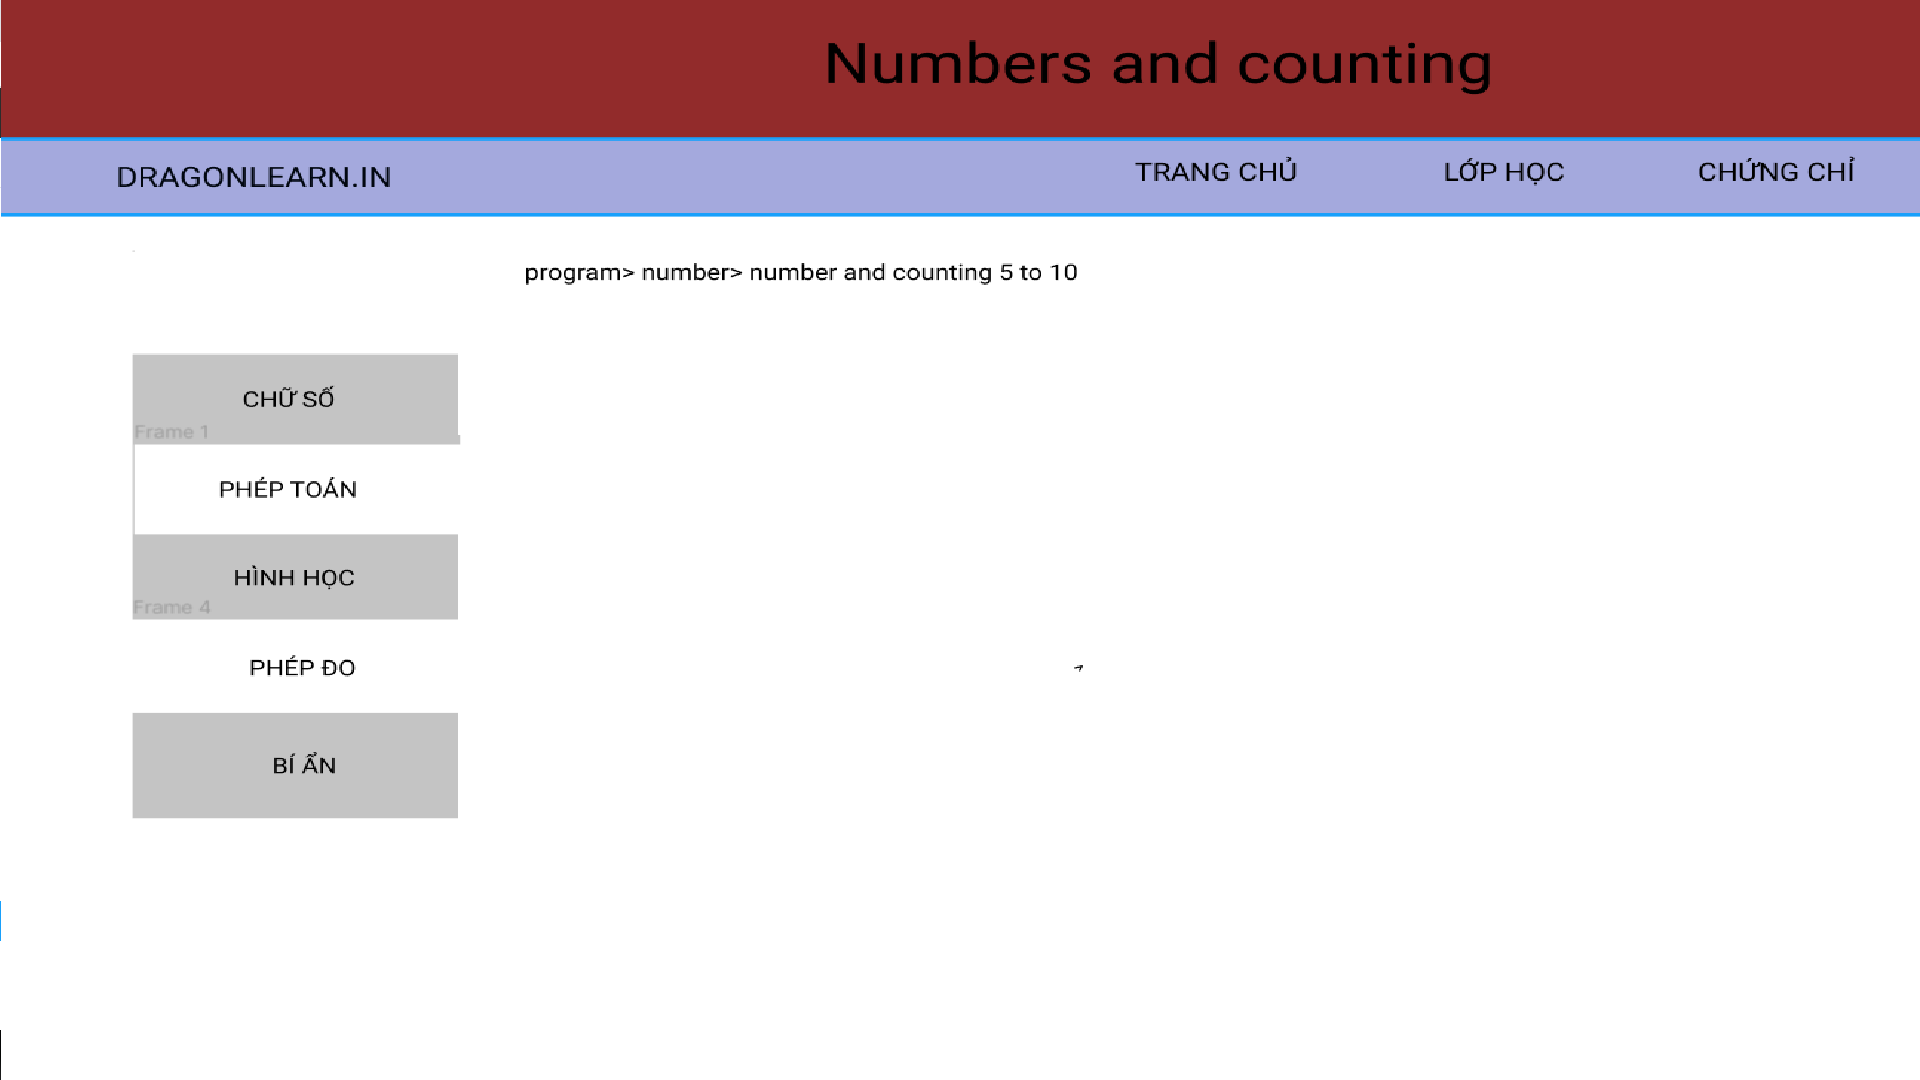 Numbers and counting
DRAGONLEARN.IN
TRANG CHỦ
LỚP HỌC
CHỨNG CHỈ
program> number> number and counting 5 to 10
CHỮ SỐ
Frame 1
PHÉP TOÁN
HÌNH HỌC
Frame 4
PHÉP ĐO
BÍ ẨN